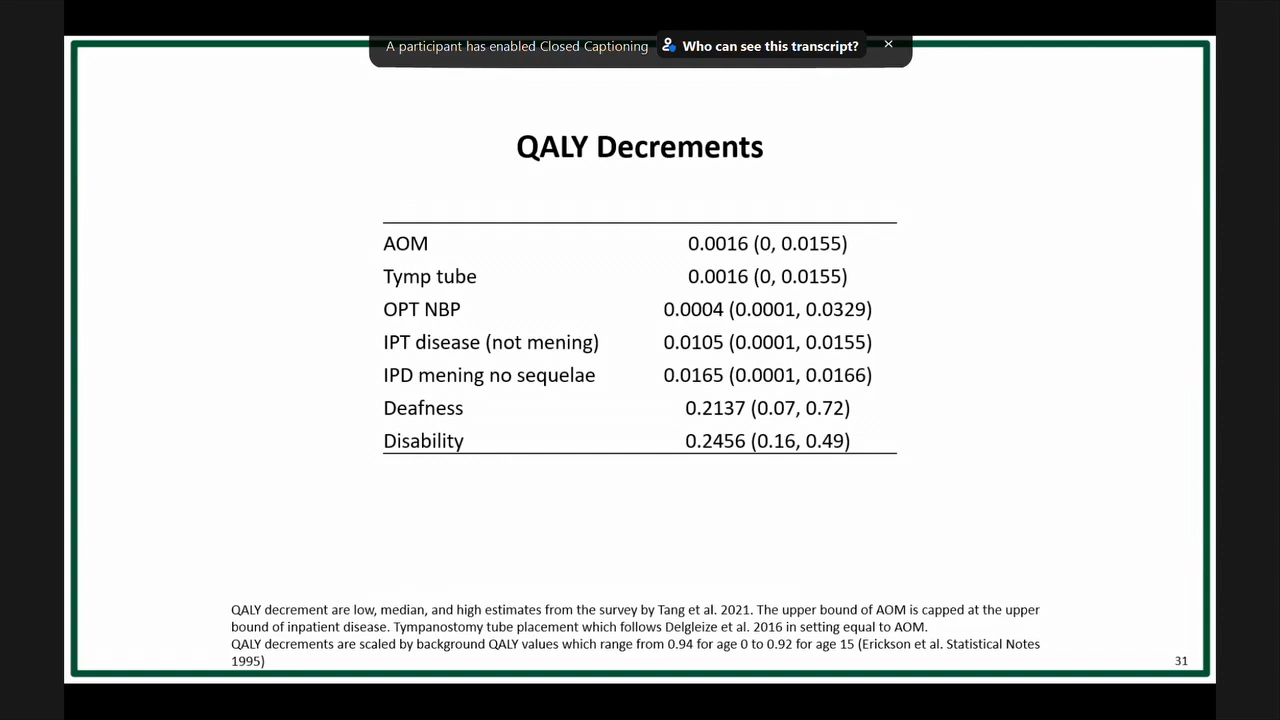 A participant has enabled Closed Captioning Who can see this transcript?
QALY Decrements
AOM 0.0016 (0, 0.0155)
Tymp tube 0.0016 (0, 0.0155)
OPT NBP 0.0004 (0.0001, 0.0329)
IPT disease (not mening) 0.0105 (0.0001, 0.0155)
IPD mening no sequelae 0.0165 (0.0001, 0.0166)
Deafness 0.2137 (0.07, 0.72)
Disability 0.2456 (0.16, 0.49)
QALY decrement are low, median, and high estimates from the survey by Tang et al. 2021. The upper bound of AOM is capped at the upper
bound of inpatient disease. Tympanostomy tube placement which follows Delgleize et al. 2016 in setting equal to AOM.
QALY decrements are scaled by background QALY values which range from 0.94 for age 0 to 0.92 for age 15 (Erickson et al. Statistical Notes
1995)
31